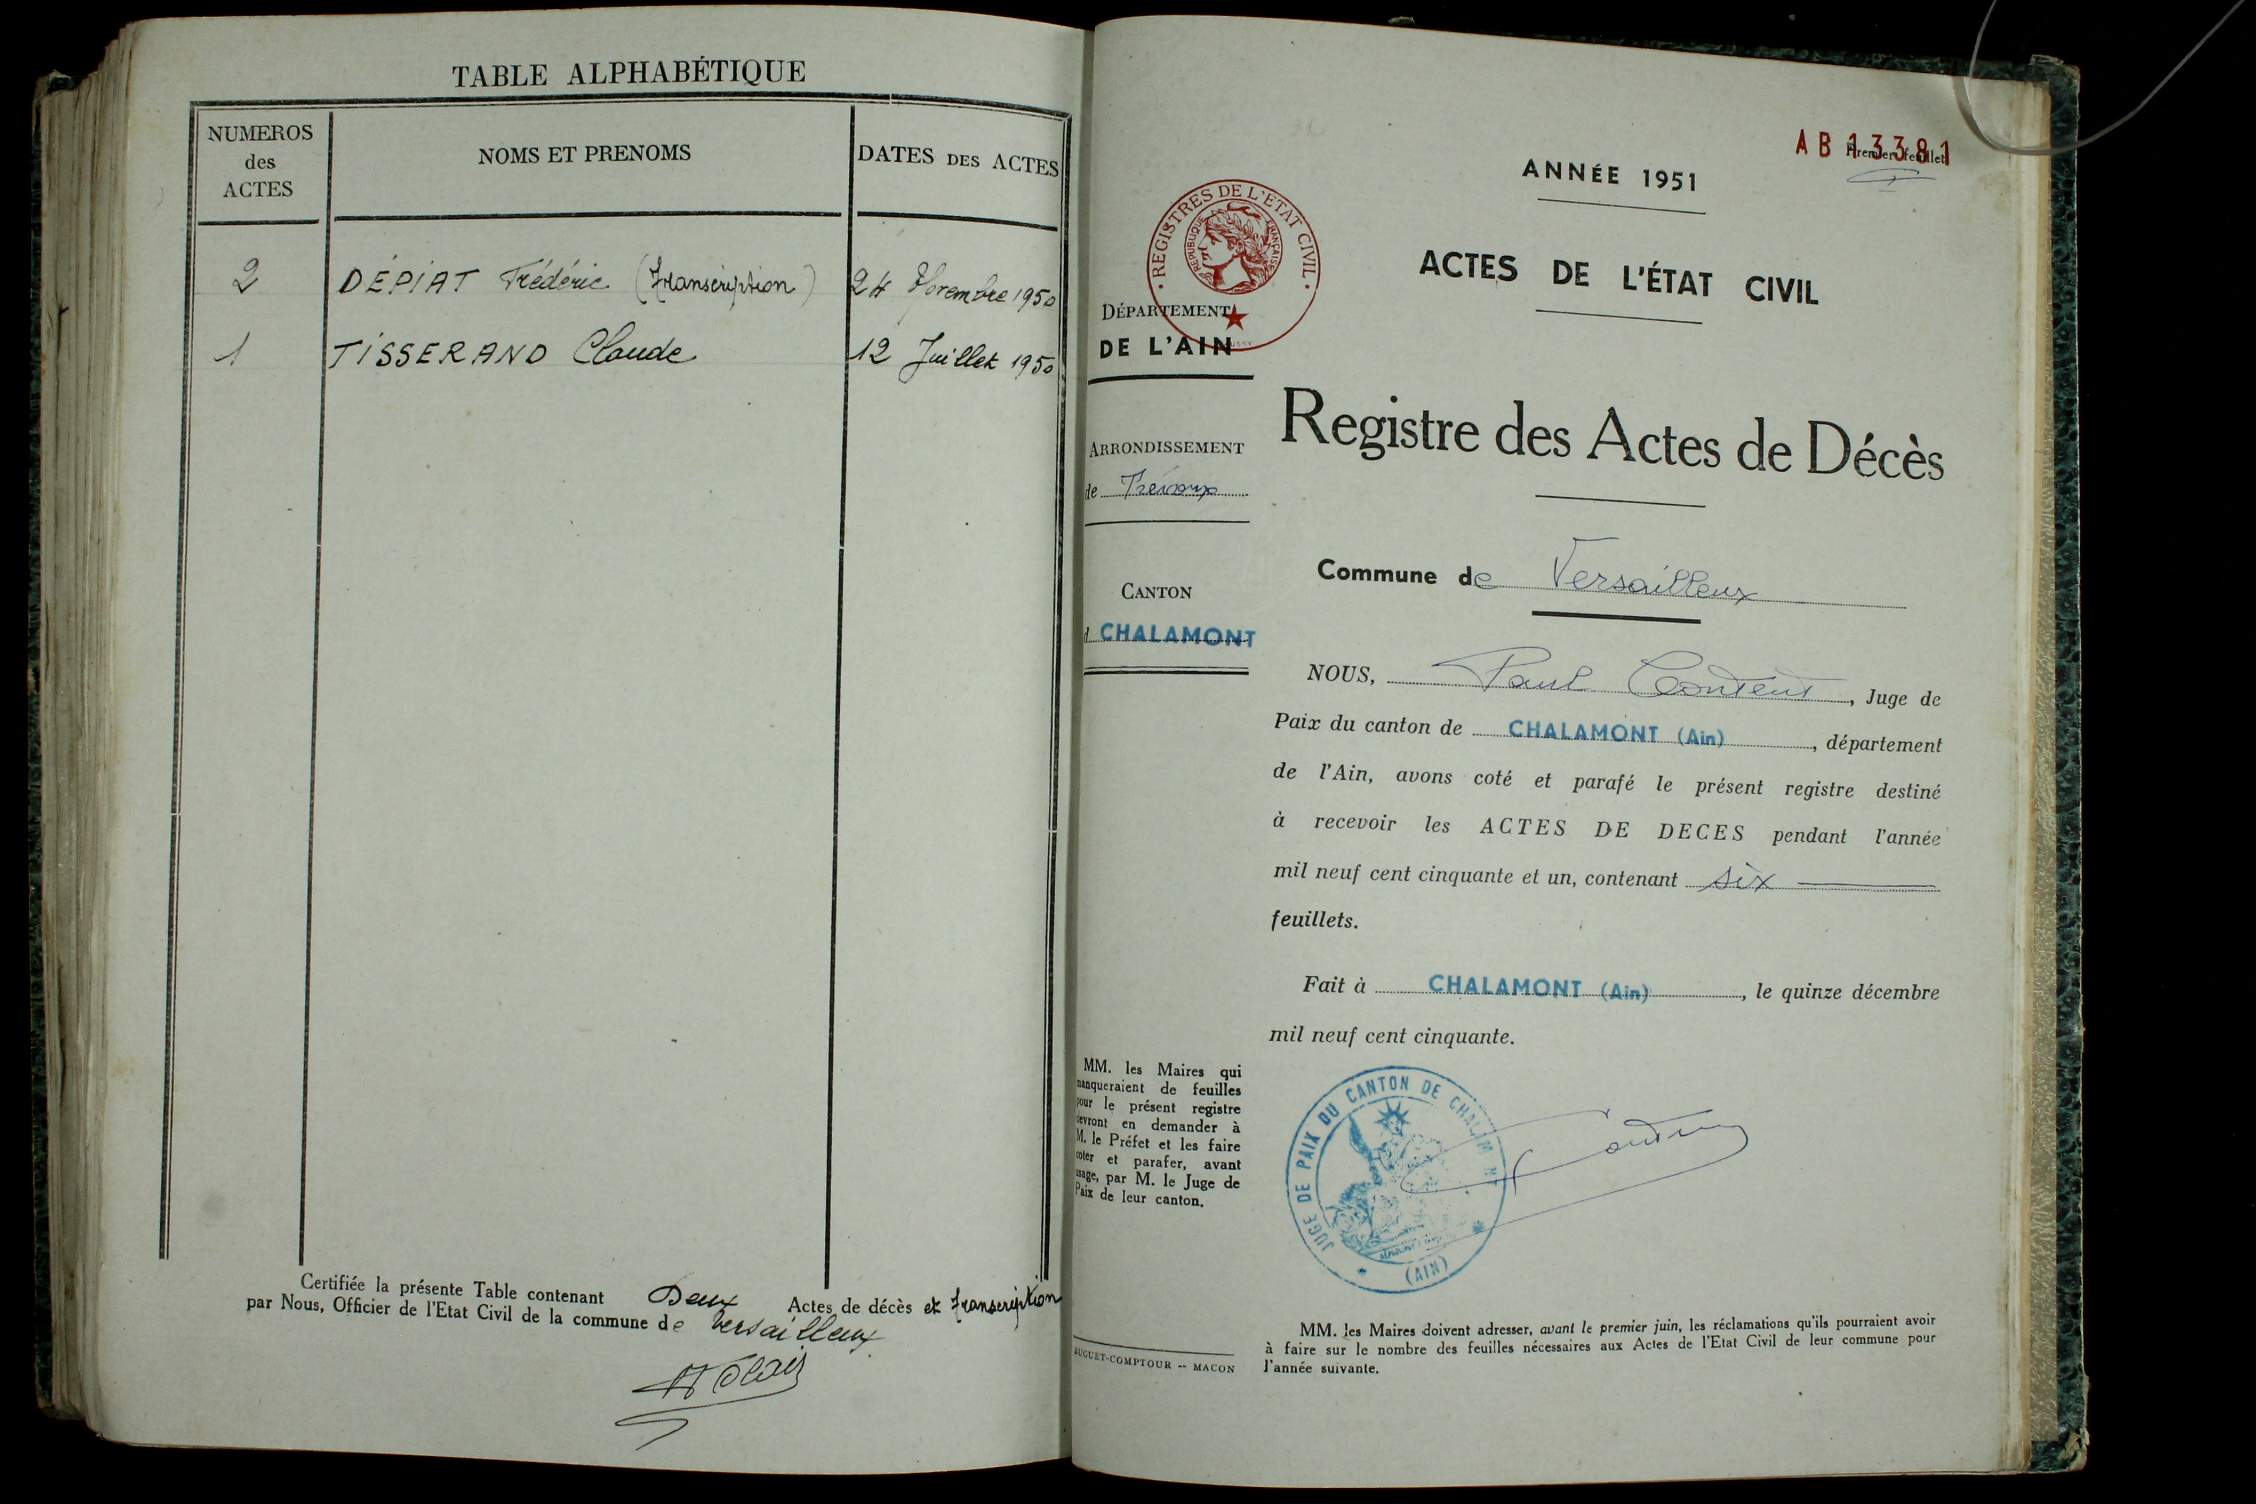 TABLE ALPHABÉTIQUE
NUMEROS
des
ACTES
NOMS ET PRENOMS
DATES DES ACTES
2 DÉPIAT Frédéric (Transcription) 24 Novembre 1950
1 TISSERAND Claude 12 Juillet 1950
Certifiée la présente Table contenant Deux Actes de décès et transcription
par Nous, Officier de l'Etat Civil de la commune de Versailleux
AB 13381
Premier feuillet
ANNÉE 1951
REGISTRES DE L'ETAT CIVIL
REPUBLIQUE FRANÇAISE
ACTES DE L'ÉTAT CIVIL
DÉPARTEMENT
DE L'AIN
Registre des Actes de Décès
ARRONDISSEMENT
de Trévoux
Commune de Versailleux
CANTON
d CHALAMONT
NOUS, Paul Content, Juge de
Paix du canton de CHALAMONT (Ain), département
de l'Ain, avons coté et parafé le présent registre destiné
à recevoir les ACTES DE DECES pendant l'année
mil neuf cent cinquante et un, contenant six
feuillets.
Fait à CHALAMONT (Ain), le quinze décembre
mil neuf cent cinquante.
JUGE DE PAIX DU CANTON DE CHALAMONT
(AIN)
MM. les Maires qui
manqueraient de feuilles
pour le présent registre
devront en demander à
M. le Préfet et les faire
coter et parafer, avant
usage, par M. le Juge de
Paix de leur canton.
BUGUET-COMPTOUR -- MACON
MM. les Maires doivent adresser, avant le premier juin, les réclamations qu'ils pourraient avoir
à faire sur le nombre des feuilles nécessaires aux Actes de l'Etat Civil de leur commune pour
l'année suivante.